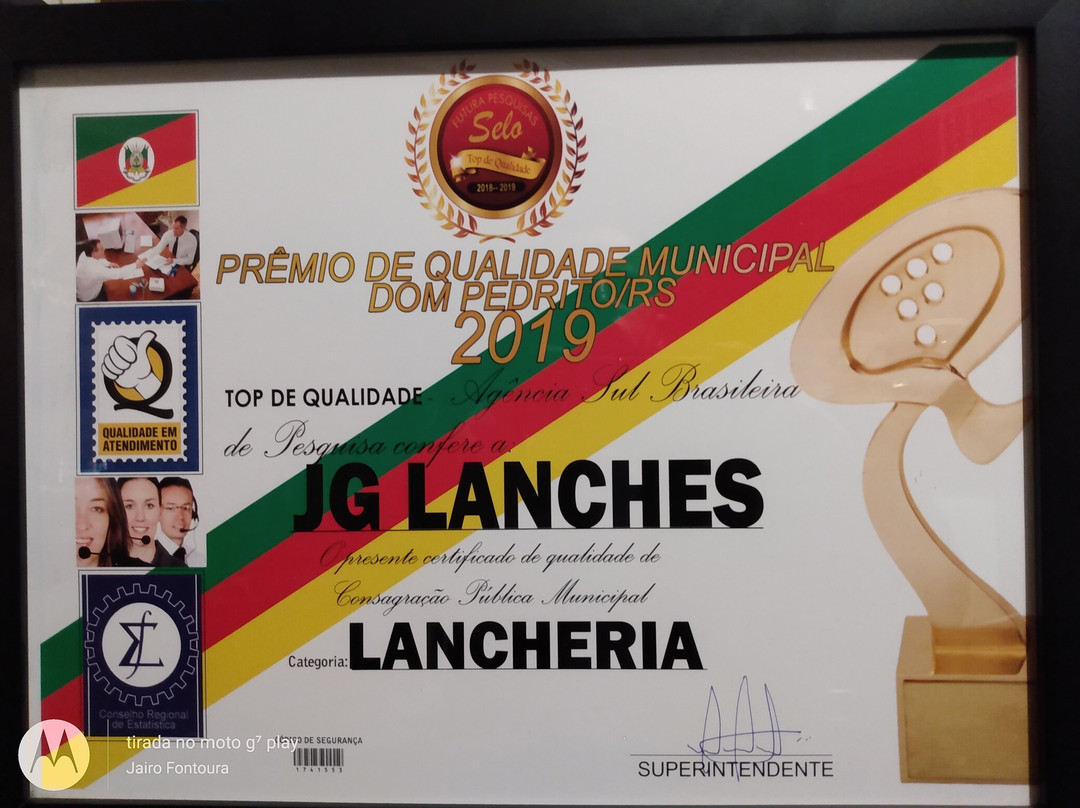 FUTURA PESQUISAS
Selo
Top de Qualidade
2018-2019
PRÊMIO DE QUALIDADE MUNICIPAL
DOM PEDRITO/RS
2019
TOP DE QUALIDADE - Agência Sul Brasileira
de Pesquisa confere a:
JG LANCHES
O presente certificado de qualidade de
Consagração Pública Municipal
Categoria: LANCHERIA
QUALIDADE EM
ATENDIMENTO
Conselho Regional
de Estatística
CÓDIGO DE SEGURANÇA
1741553
SUPERINTENDENTE
tirada no moto g⁷ play
Jairo Fontoura